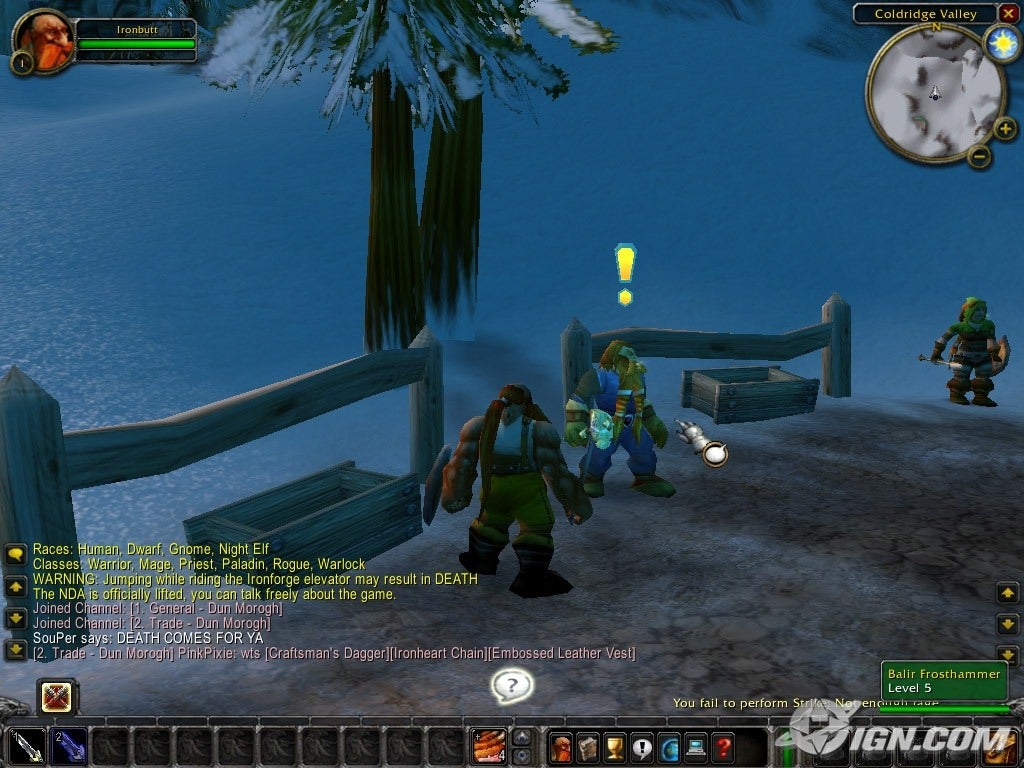 Ironbutt
1
Coldridge Valley
N
Races: Human, Dwarf, Gnome, Night Elf
Classes: Warrior, Mage, Priest, Paladin, Rogue, Warlock
WARNING: Jumping while riding the Ironforge elevator may result in DEATH
The NDA is officially lifted, you can talk freely about the game.
Joined Channel: [1. General - Dun Morogh]
Joined Channel: [2. Trade - Dun Morogh]
SouPer says: DEATH COMES FOR YA
[2. Trade - Dun Morogh] PinkPixie: wts [Craftsman's Dagger][Ironheart Chain][Embossed Leather Vest]
Balir Frosthammer
Level 5
You fail to perform Strike: Not enough rage
1
2
4
IGN.COM